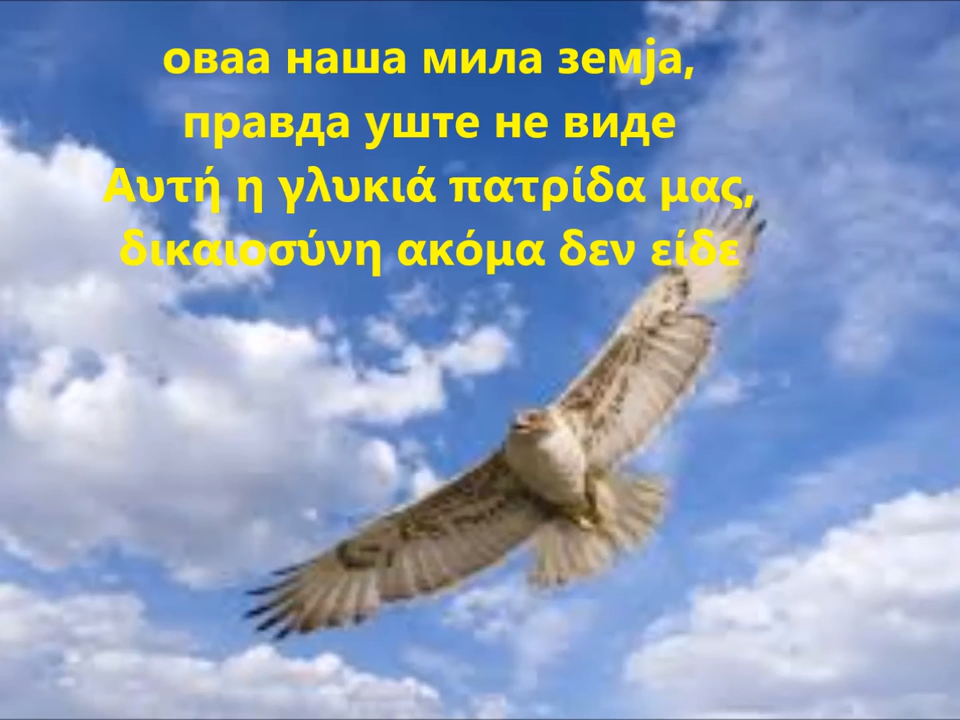 оваа наша мила земја,
правда уште не виде
Αυτή η γλυκιά πατρίδα μας,
δικαιοσύνη ακόμα δεν είδε